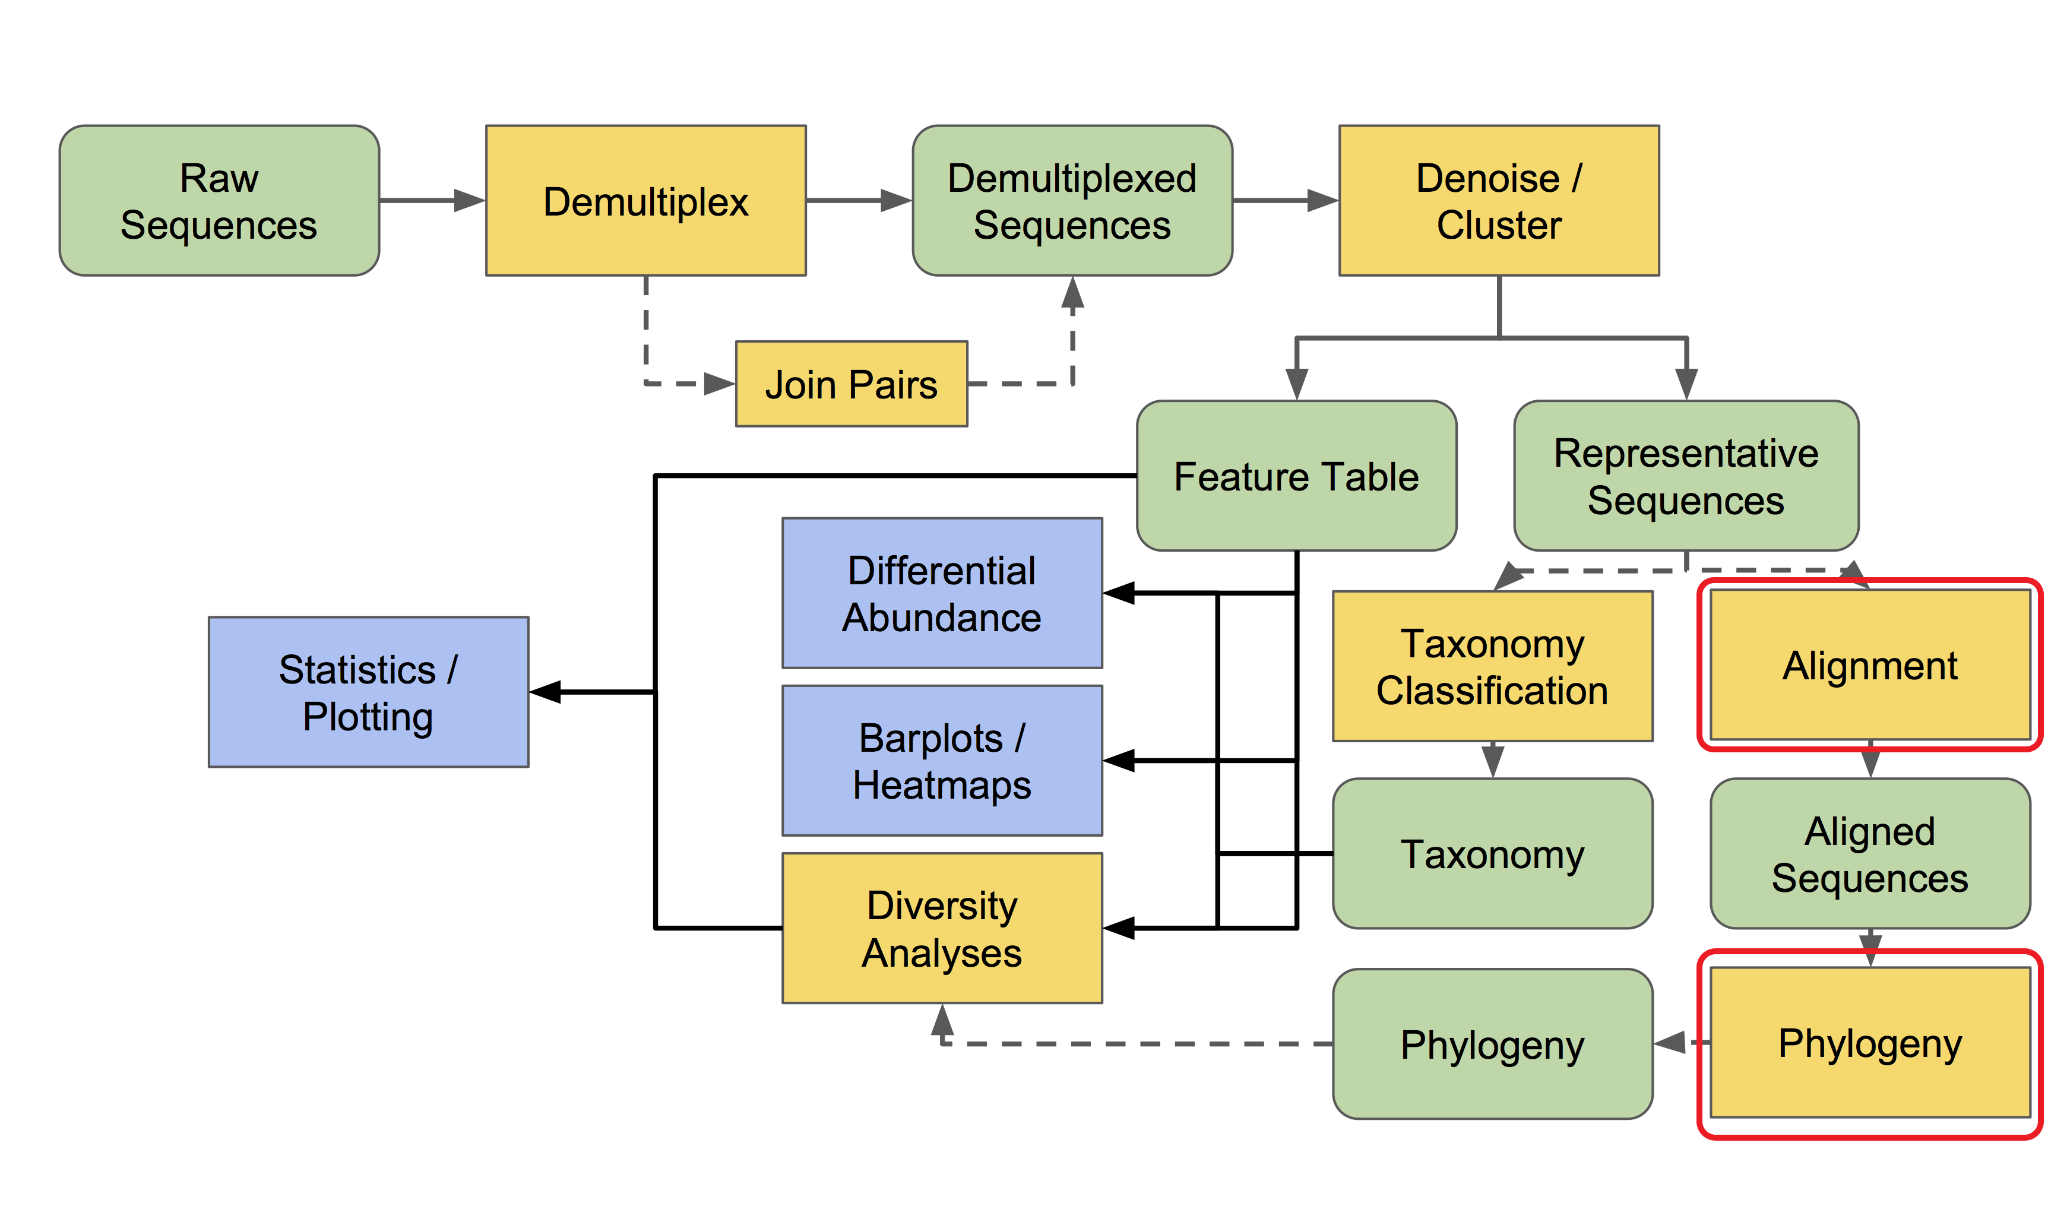 Raw
Sequences
Demultiplex
Demultiplexed
Sequences
Denoise /
Cluster
Join Pairs
Feature Table
Representative
Sequences
Differential
Abundance
Statistics /
Plotting
Barplots /
Heatmaps
Diversity
Analyses
Taxonomy
Classification
Alignment
Taxonomy
Aligned
Sequences
Phylogeny
Phylogeny